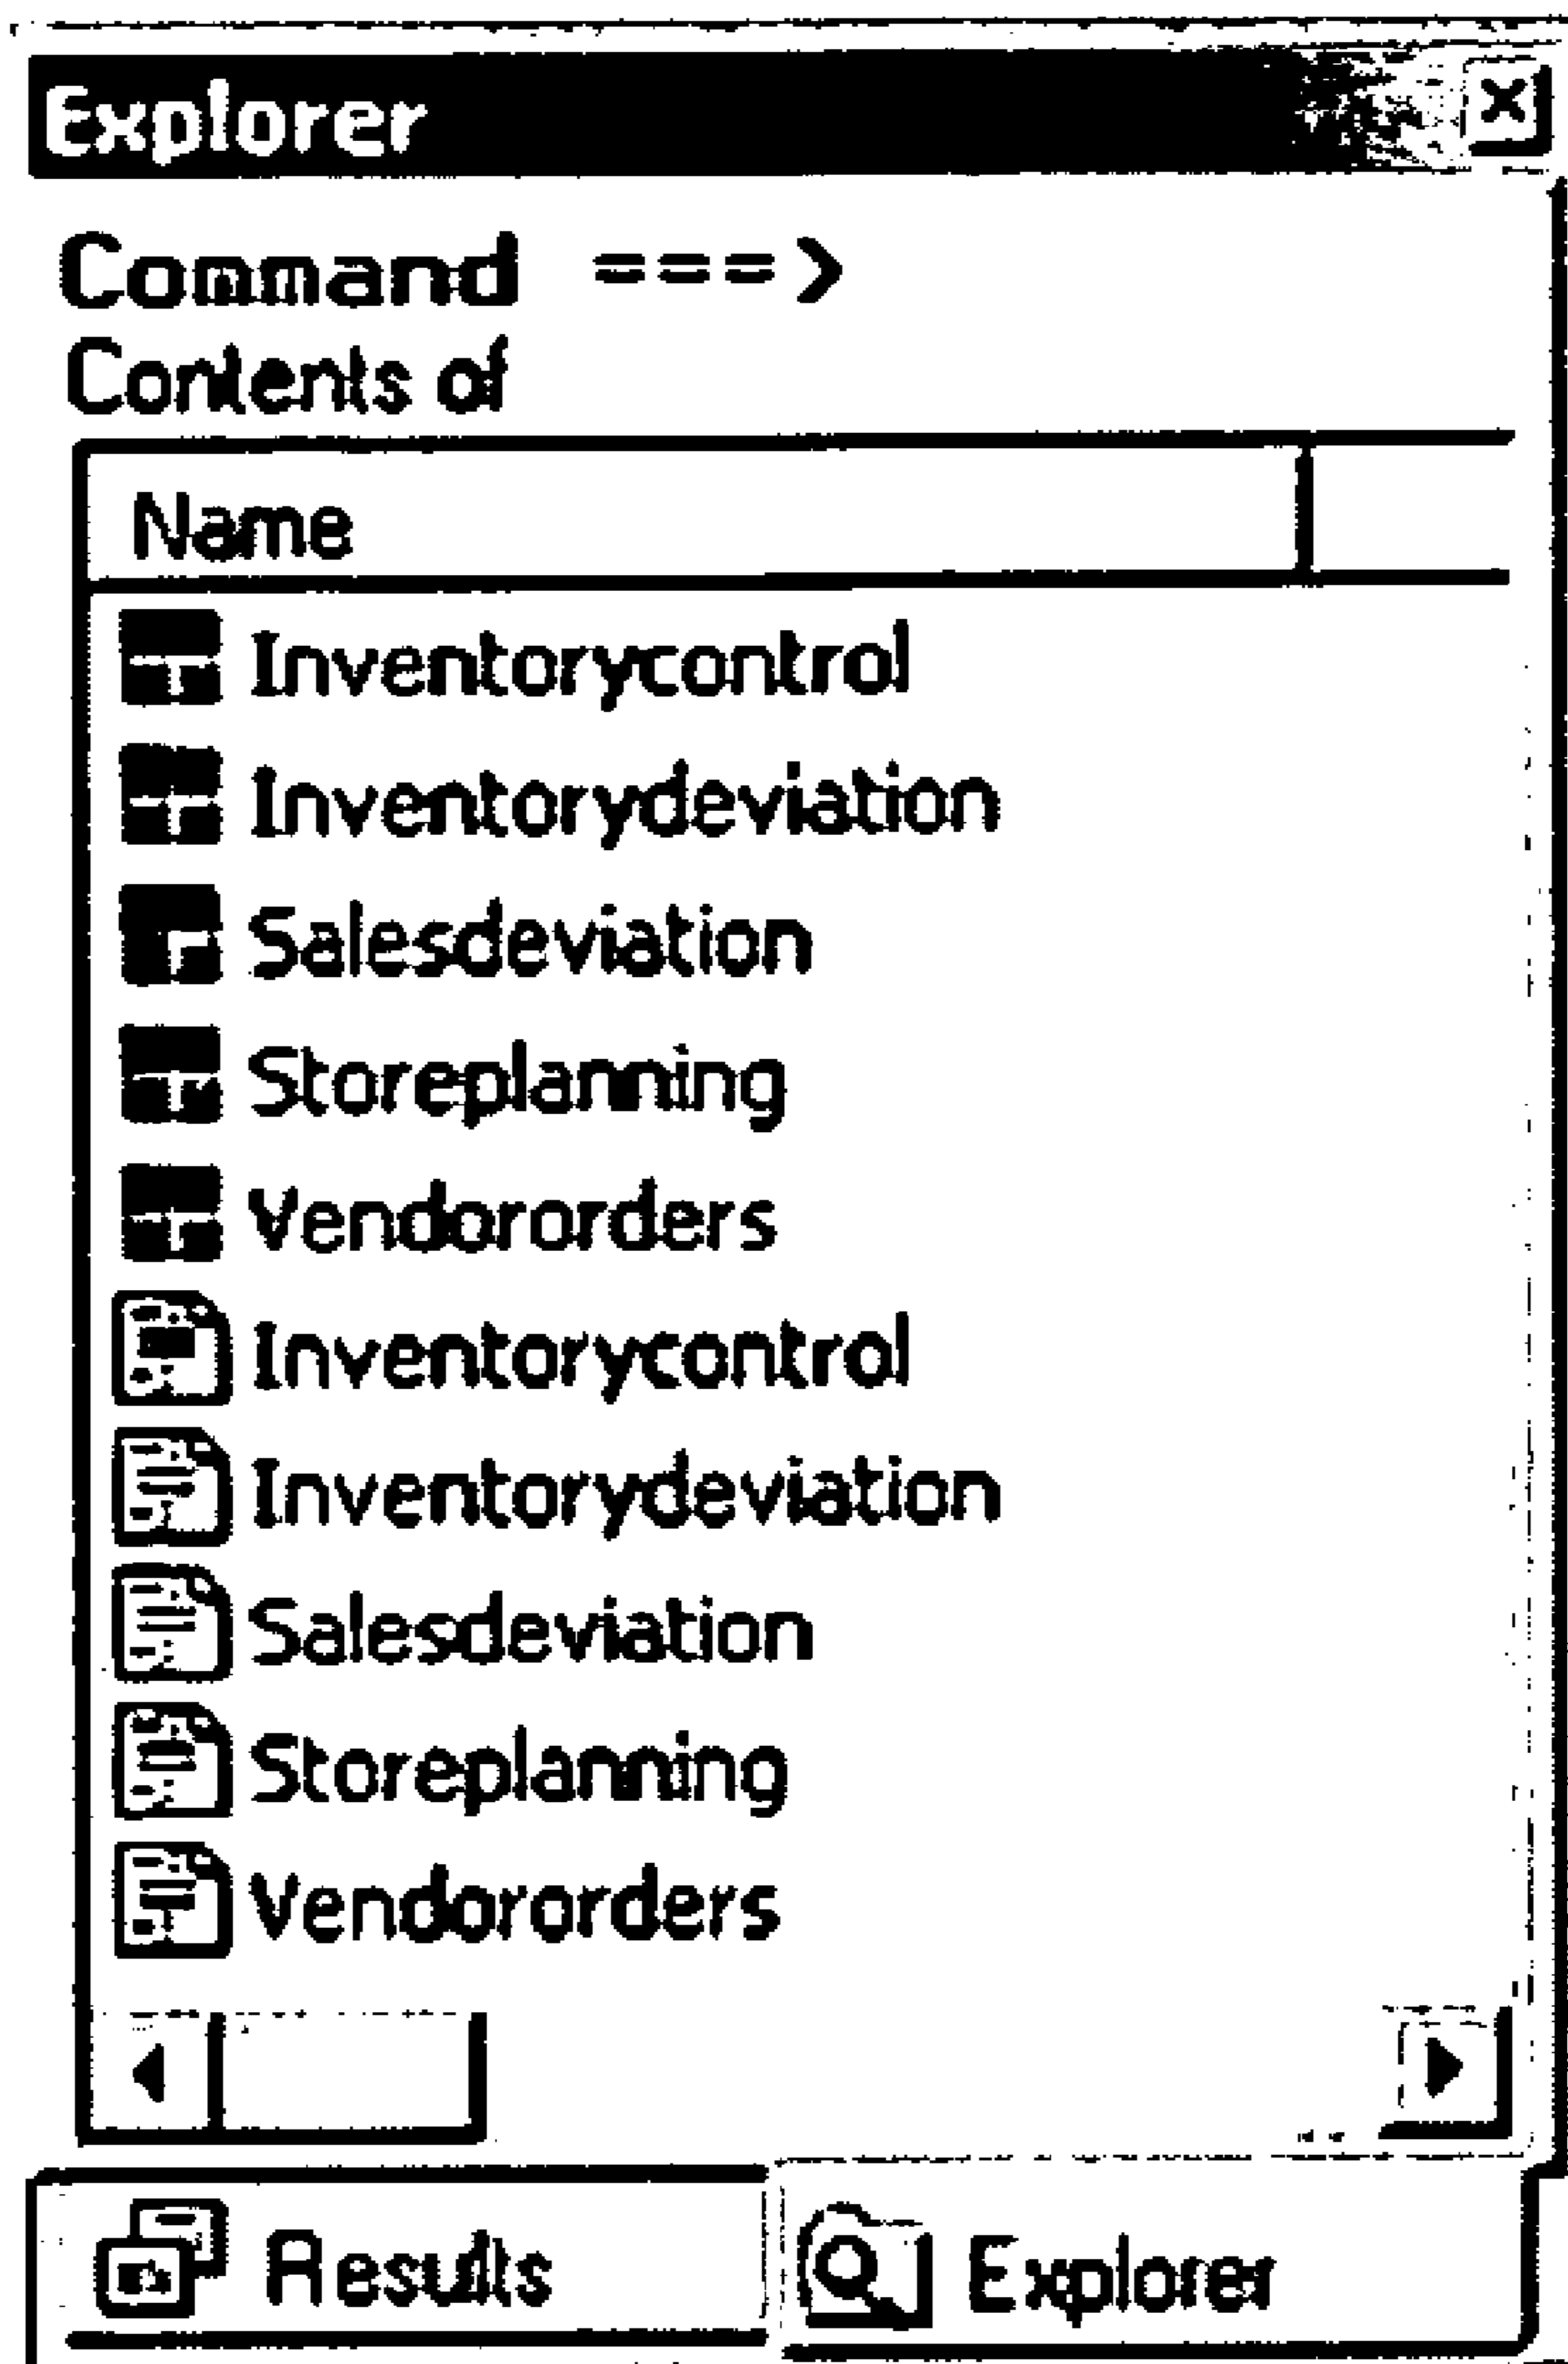 Explorer
Command ===>
Contents of
Name
Inventorycontrol
Inventorydeviation
Salesdeviation
Storeplanning
Vendororders
Inventorycontrol
Inventorydeviation
Salesdeviation
Storeplanning
Vendororders
Results
Explorer